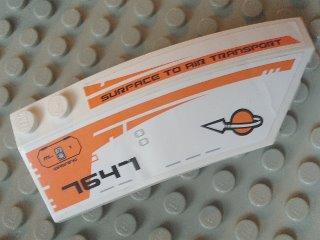 SURFACE TO AIR TRANSPORT
7647